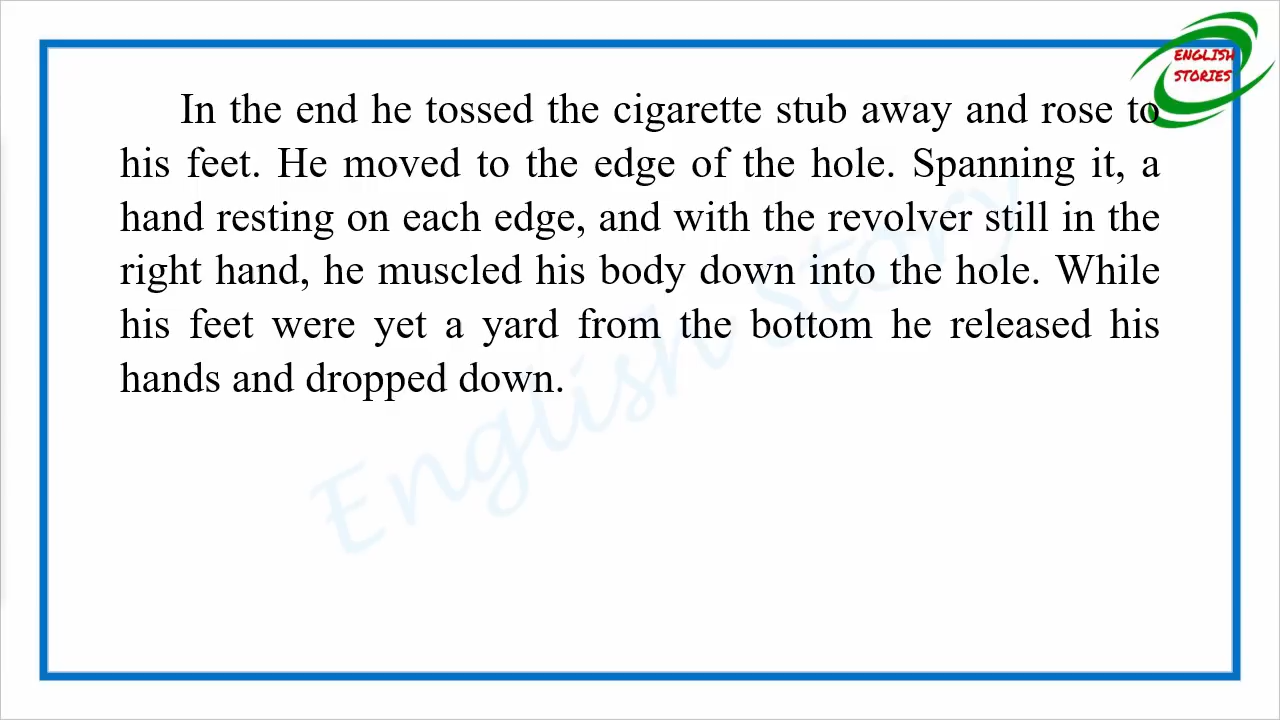 ENGLISH
STORIES
In the end he tossed the cigarette stub away and rose to
his feet. He moved to the edge of the hole. Spanning it, a
hand resting on each edge, and with the revolver still in the
right hand, he muscled his body down into the hole. While
his feet were yet a yard from the bottom he released his
hands and dropped down.
English Story